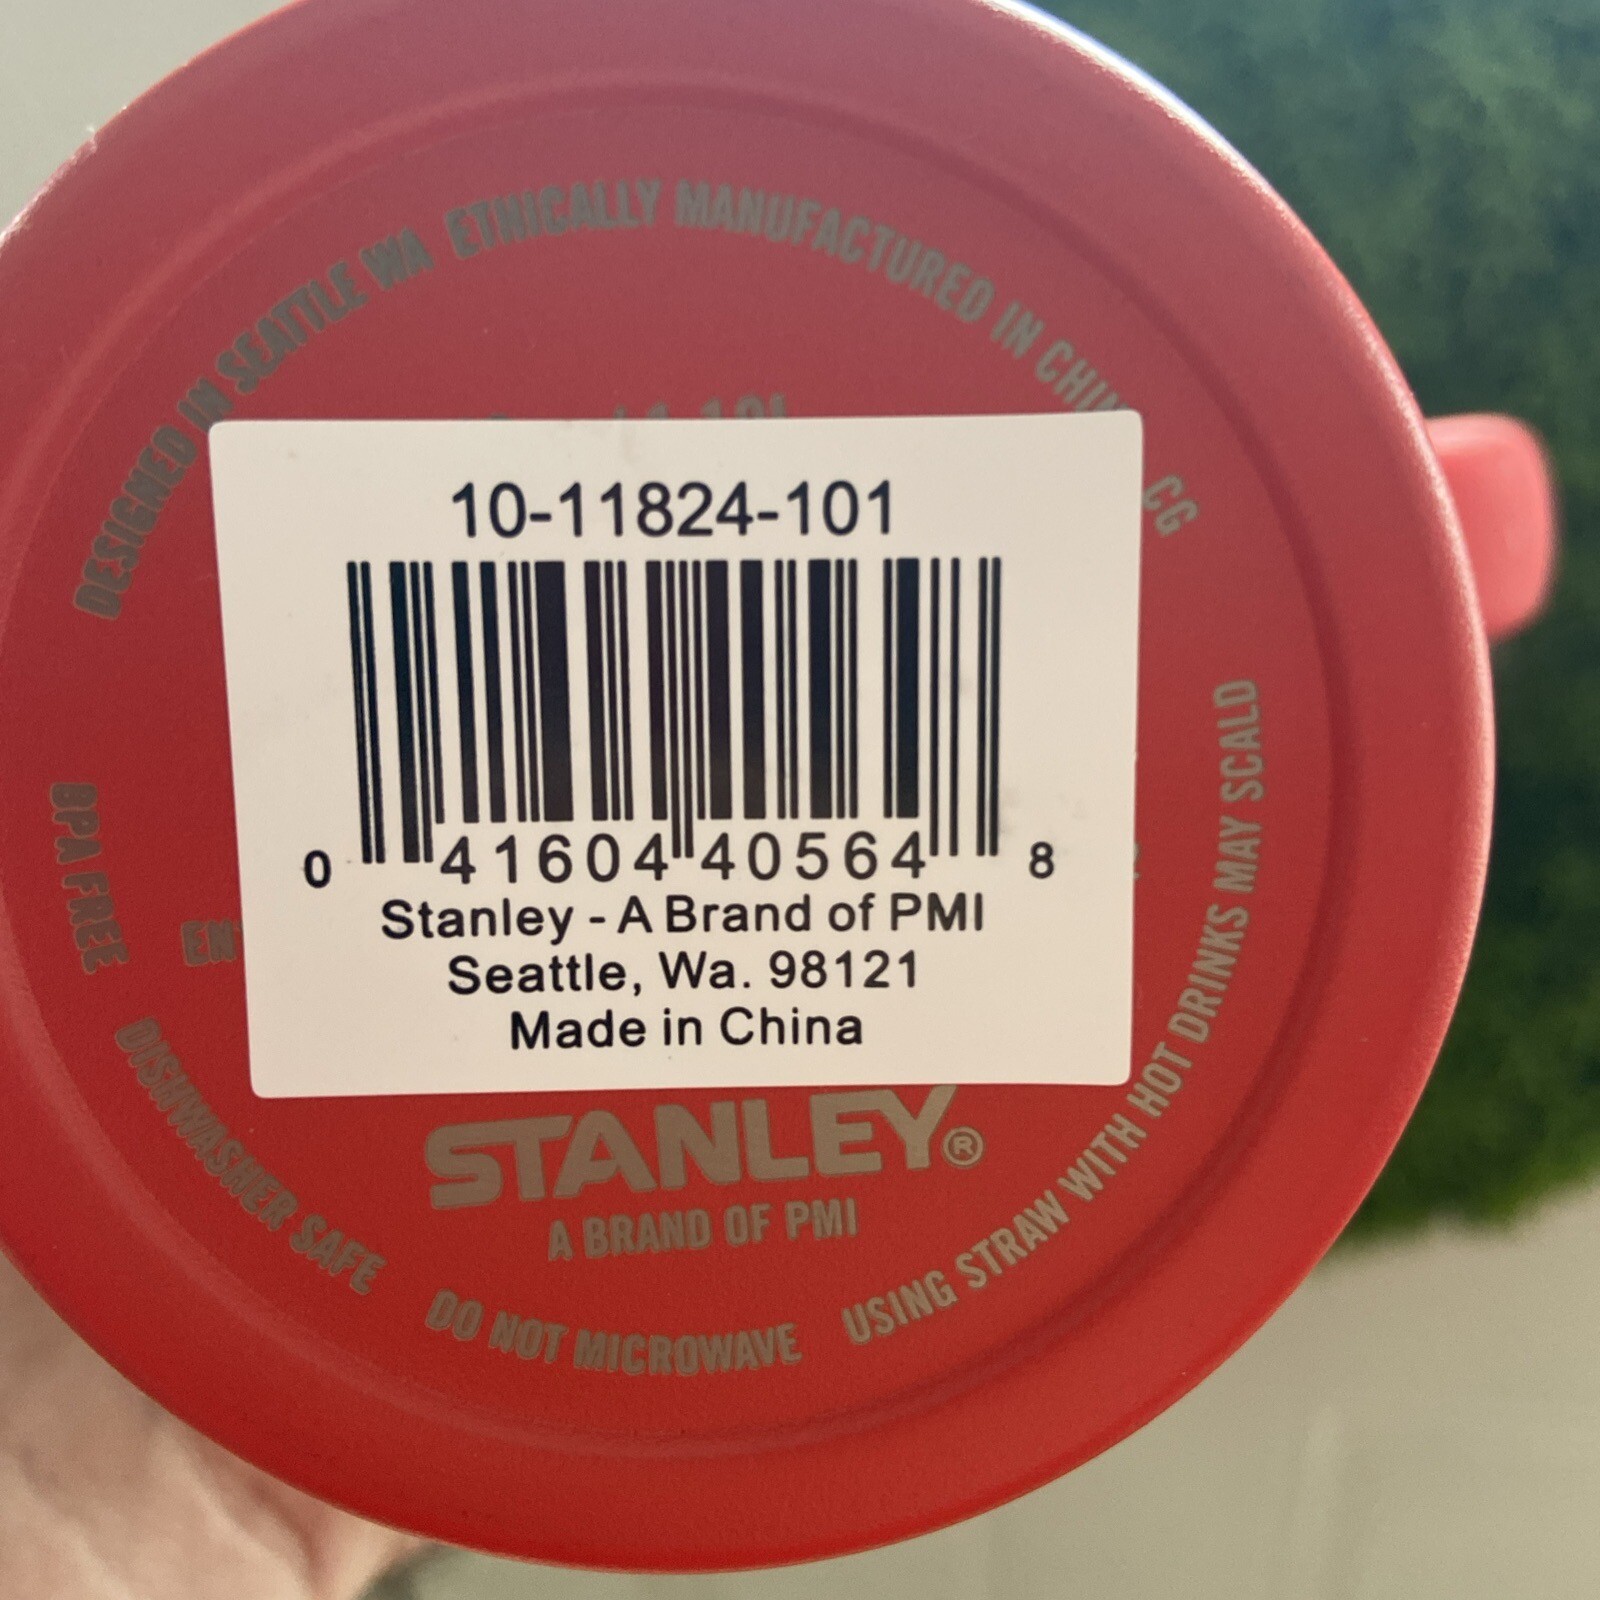 DESIGNED IN SEATTLE WA ETHICALLY MANUFACTURED IN
CG
10-11824-101
0 41604 40564 8
Stanley - A Brand of PMI
Seattle, Wa. 98121
Made in China
STANLEY®
A BRAND OF PMI
BPA FREE
DISHWASHER SAFE
DO NOT MICROWAVE
USING STRAW WITH HOT DRINKS MAY SCALD